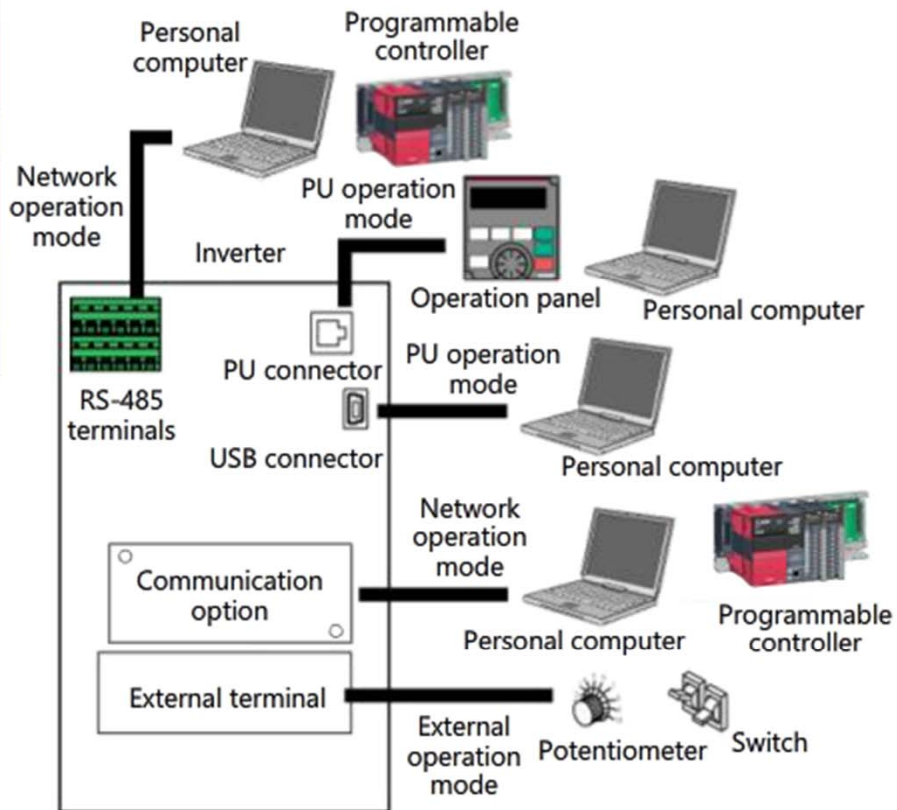 Personal
computer
Programmable
controller
Network
operation
mode
PU operation
mode
Inverter
Operation panel
Personal computer
PU connector
PU operation
mode
RS-485
terminals
USB connector
Personal computer
Network
operation
mode
Communication
option
Personal computer
Programmable
controller
External terminal
External
operation
mode
Potentiometer
Switch